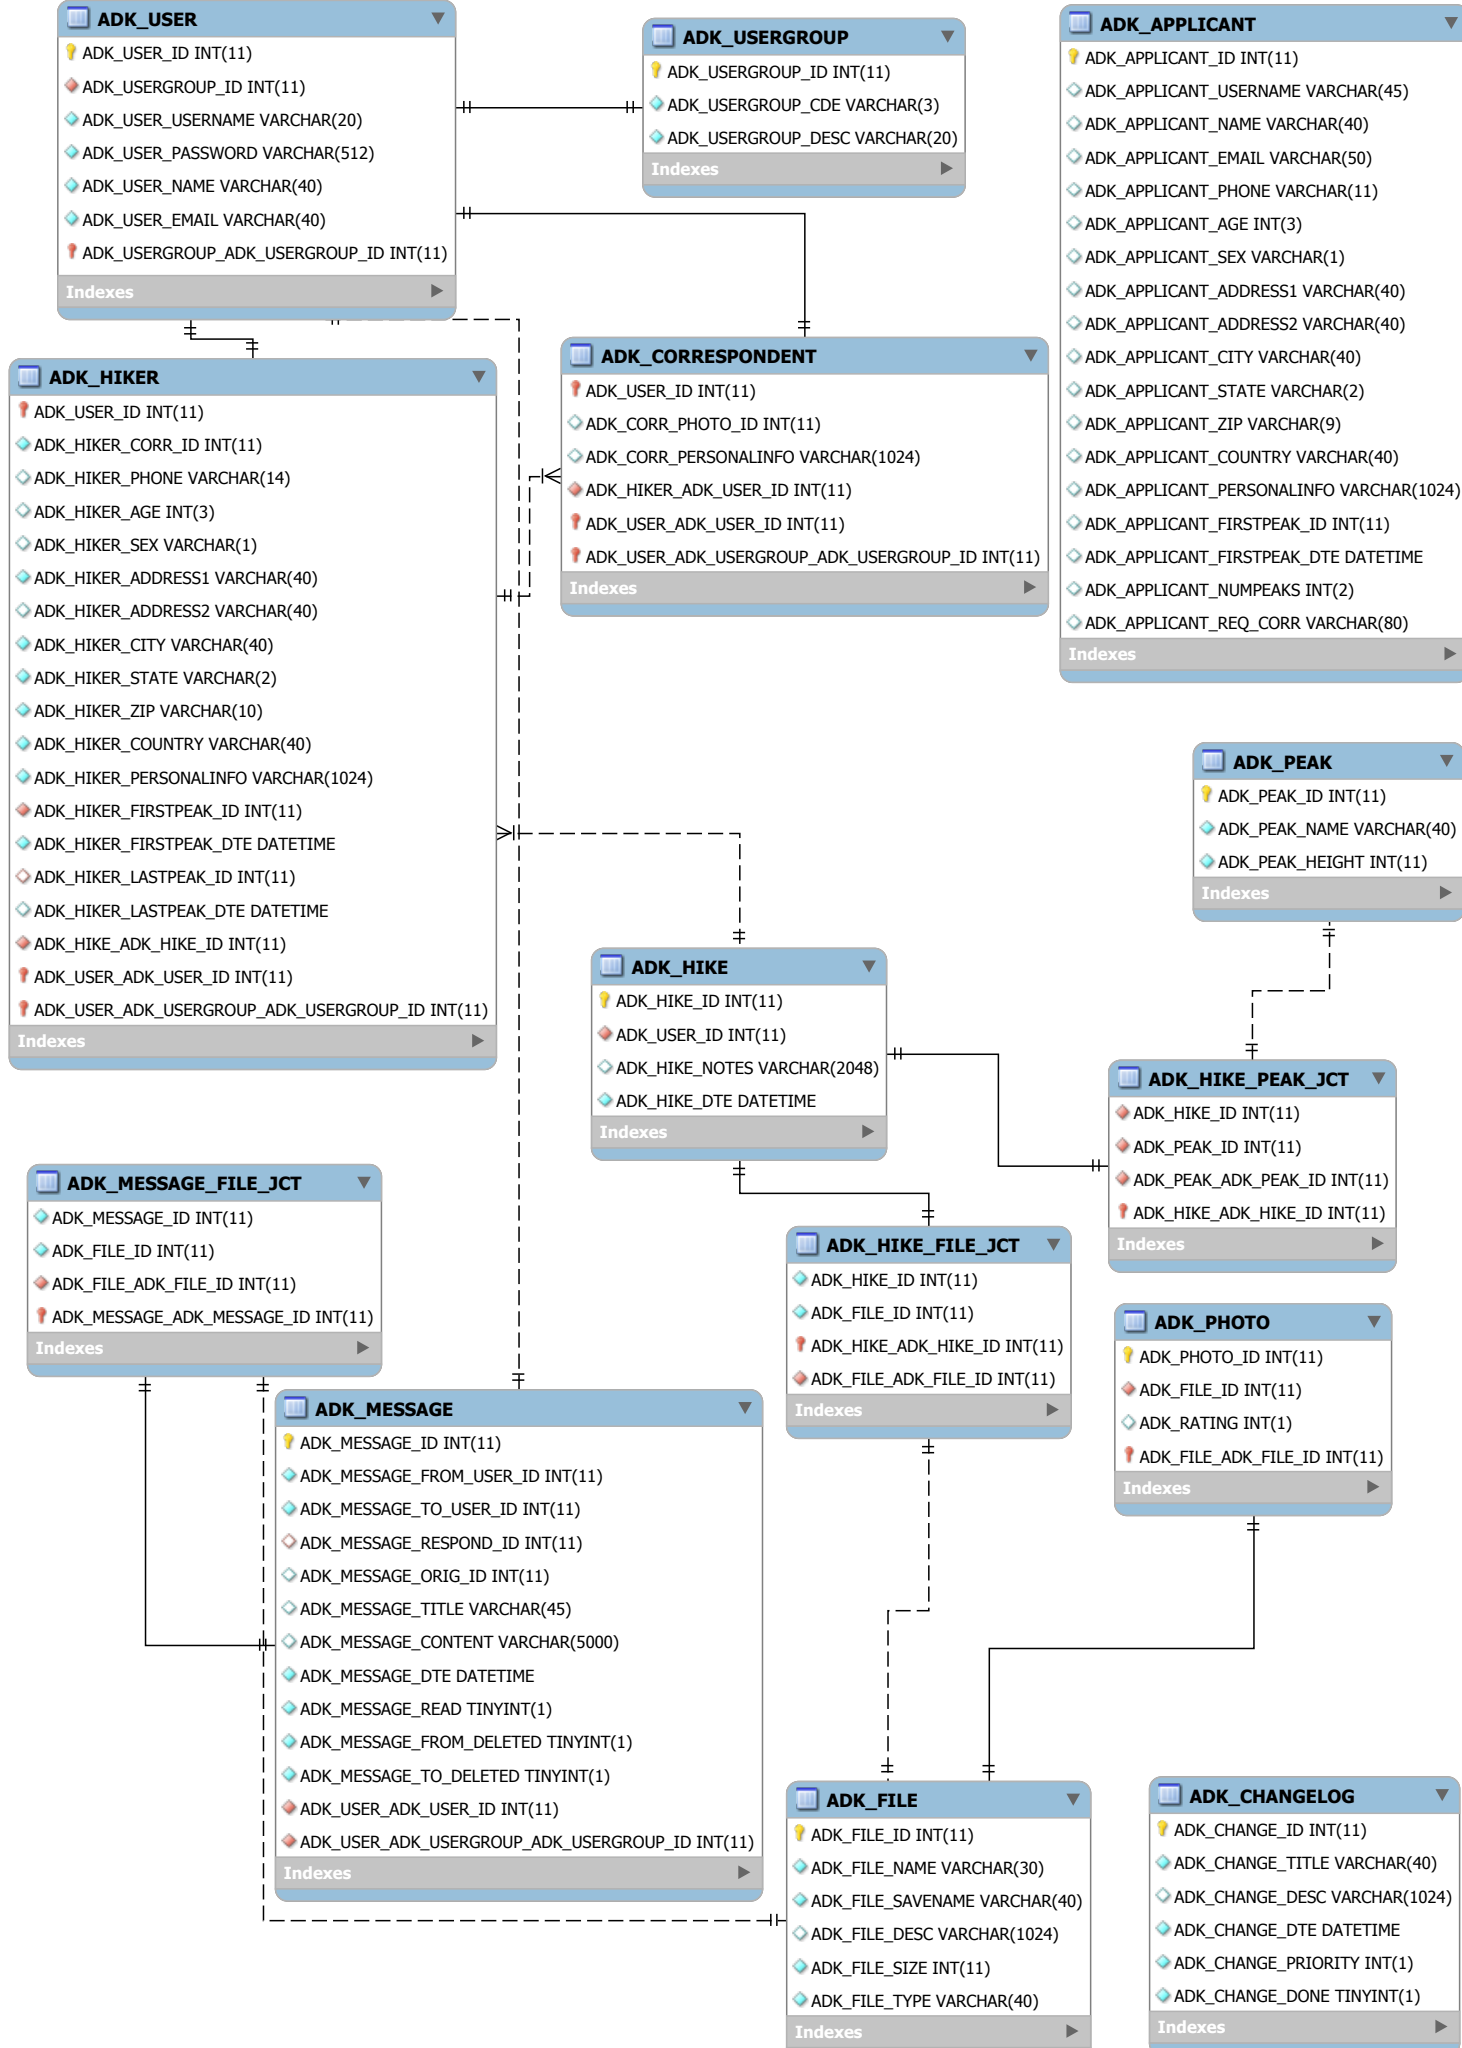 ADK_USER
ADK_USER_ID INT(11)
ADK_USERGROUP_ID INT(11)
ADK_USER_USERNAME VARCHAR(20)
ADK_USER_PASSWORD VARCHAR(512)
ADK_USER_NAME VARCHAR(40)
ADK_USER_EMAIL VARCHAR(40)
ADK_USERGROUP_ADK_USERGROUP_ID INT(11)
Indexes
ADK_USERGROUP
ADK_USERGROUP_ID INT(11)
ADK_USERGROUP_CDE VARCHAR(3)
ADK_USERGROUP_DESC VARCHAR(20)
Indexes
ADK_APPLICANT
ADK_APPLICANT_ID INT(11)
ADK_APPLICANT_USERNAME VARCHAR(45)
ADK_APPLICANT_NAME VARCHAR(40)
ADK_APPLICANT_EMAIL VARCHAR(50)
ADK_APPLICANT_PHONE VARCHAR(11)
ADK_APPLICANT_AGE INT(3)
ADK_APPLICANT_SEX VARCHAR(1)
ADK_APPLICANT_ADDRESS1 VARCHAR(40)
ADK_APPLICANT_ADDRESS2 VARCHAR(40)
ADK_APPLICANT_CITY VARCHAR(40)
ADK_APPLICANT_STATE VARCHAR(2)
ADK_APPLICANT_ZIP VARCHAR(9)
ADK_APPLICANT_COUNTRY VARCHAR(40)
ADK_APPLICANT_PERSONALINFO VARCHAR(1024)
ADK_APPLICANT_FIRSTPEAK_ID INT(11)
ADK_APPLICANT_FIRSTPEAK_DTE DATETIME
ADK_APPLICANT_NUMPEAKS INT(2)
ADK_APPLICANT_REQ_CORR VARCHAR(80)
Indexes
ADK_HIKER
ADK_USER_ID INT(11)
ADK_HIKER_CORR_ID INT(11)
ADK_HIKER_PHONE VARCHAR(14)
ADK_HIKER_AGE INT(3)
ADK_HIKER_SEX VARCHAR(1)
ADK_HIKER_ADDRESS1 VARCHAR(40)
ADK_HIKER_ADDRESS2 VARCHAR(40)
ADK_HIKER_CITY VARCHAR(40)
ADK_HIKER_STATE VARCHAR(2)
ADK_HIKER_ZIP VARCHAR(10)
ADK_HIKER_COUNTRY VARCHAR(40)
ADK_HIKER_PERSONALINFO VARCHAR(1024)
ADK_HIKER_FIRSTPEAK_ID INT(11)
ADK_HIKER_FIRSTPEAK_DTE DATETIME
ADK_HIKER_LASTPEAK_ID INT(11)
ADK_HIKER_LASTPEAK_DTE DATETIME
ADK_HIKE_ADK_HIKE_ID INT(11)
ADK_USER_ADK_USER_ID INT(11)
ADK_USER_ADK_USERGROUP_ADK_USERGROUP_ID INT(11)
Indexes
ADK_CORRESPONDENT
ADK_USER_ID INT(11)
ADK_CORR_PHOTO_ID INT(11)
ADK_CORR_PERSONALINFO VARCHAR(1024)
ADK_HIKER_ADK_USER_ID INT(11)
ADK_USER_ADK_USER_ID INT(11)
ADK_USER_ADK_USERGROUP_ADK_USERGROUP_ID INT(11)
Indexes
ADK_PEAK
ADK_PEAK_ID INT(11)
ADK_PEAK_NAME VARCHAR(40)
ADK_PEAK_HEIGHT INT(11)
Indexes
ADK_HIKE
ADK_HIKE_ID INT(11)
ADK_USER_ID INT(11)
ADK_HIKE_NOTES VARCHAR(2048)
ADK_HIKE_DTE DATETIME
Indexes
ADK_HIKE_PEAK_JCT
ADK_HIKE_ID INT(11)
ADK_PEAK_ID INT(11)
ADK_PEAK_ADK_PEAK_ID INT(11)
ADK_HIKE_ADK_HIKE_ID INT(11)
Indexes
ADK_MESSAGE_FILE_JCT
ADK_MESSAGE_ID INT(11)
ADK_FILE_ID INT(11)
ADK_FILE_ADK_FILE_ID INT(11)
ADK_MESSAGE_ADK_MESSAGE_ID INT(11)
Indexes
ADK_HIKE_FILE_JCT
ADK_HIKE_ID INT(11)
ADK_FILE_ID INT(11)
ADK_HIKE_ADK_HIKE_ID INT(11)
ADK_FILE_ADK_FILE_ID INT(11)
Indexes
ADK_PHOTO
ADK_PHOTO_ID INT(11)
ADK_FILE_ID INT(11)
ADK_RATING INT(1)
ADK_FILE_ADK_FILE_ID INT(11)
Indexes
ADK_MESSAGE
ADK_MESSAGE_ID INT(11)
ADK_MESSAGE_FROM_USER_ID INT(11)
ADK_MESSAGE_TO_USER_ID INT(11)
ADK_MESSAGE_RESPOND_ID INT(11)
ADK_MESSAGE_ORIG_ID INT(11)
ADK_MESSAGE_TITLE VARCHAR(45)
ADK_MESSAGE_CONTENT VARCHAR(5000)
ADK_MESSAGE_DTE DATETIME
ADK_MESSAGE_READ TINYINT(1)
ADK_MESSAGE_FROM_DELETED TINYINT(1)
ADK_MESSAGE_TO_DELETED TINYINT(1)
ADK_USER_ADK_USER_ID INT(11)
ADK_USER_ADK_USERGROUP_ADK_USERGROUP_ID INT(11)
Indexes
ADK_FILE
ADK_FILE_ID INT(11)
ADK_FILE_NAME VARCHAR(30)
ADK_FILE_SAVENAME VARCHAR(40)
ADK_FILE_DESC VARCHAR(1024)
ADK_FILE_SIZE INT(11)
ADK_FILE_TYPE VARCHAR(40)
Indexes
ADK_CHANGELOG
ADK_CHANGE_ID INT(11)
ADK_CHANGE_TITLE VARCHAR(40)
ADK_CHANGE_DESC VARCHAR(1024)
ADK_CHANGE_DTE DATETIME
ADK_CHANGE_PRIORITY INT(1)
ADK_CHANGE_DONE TINYINT(1)
Indexes